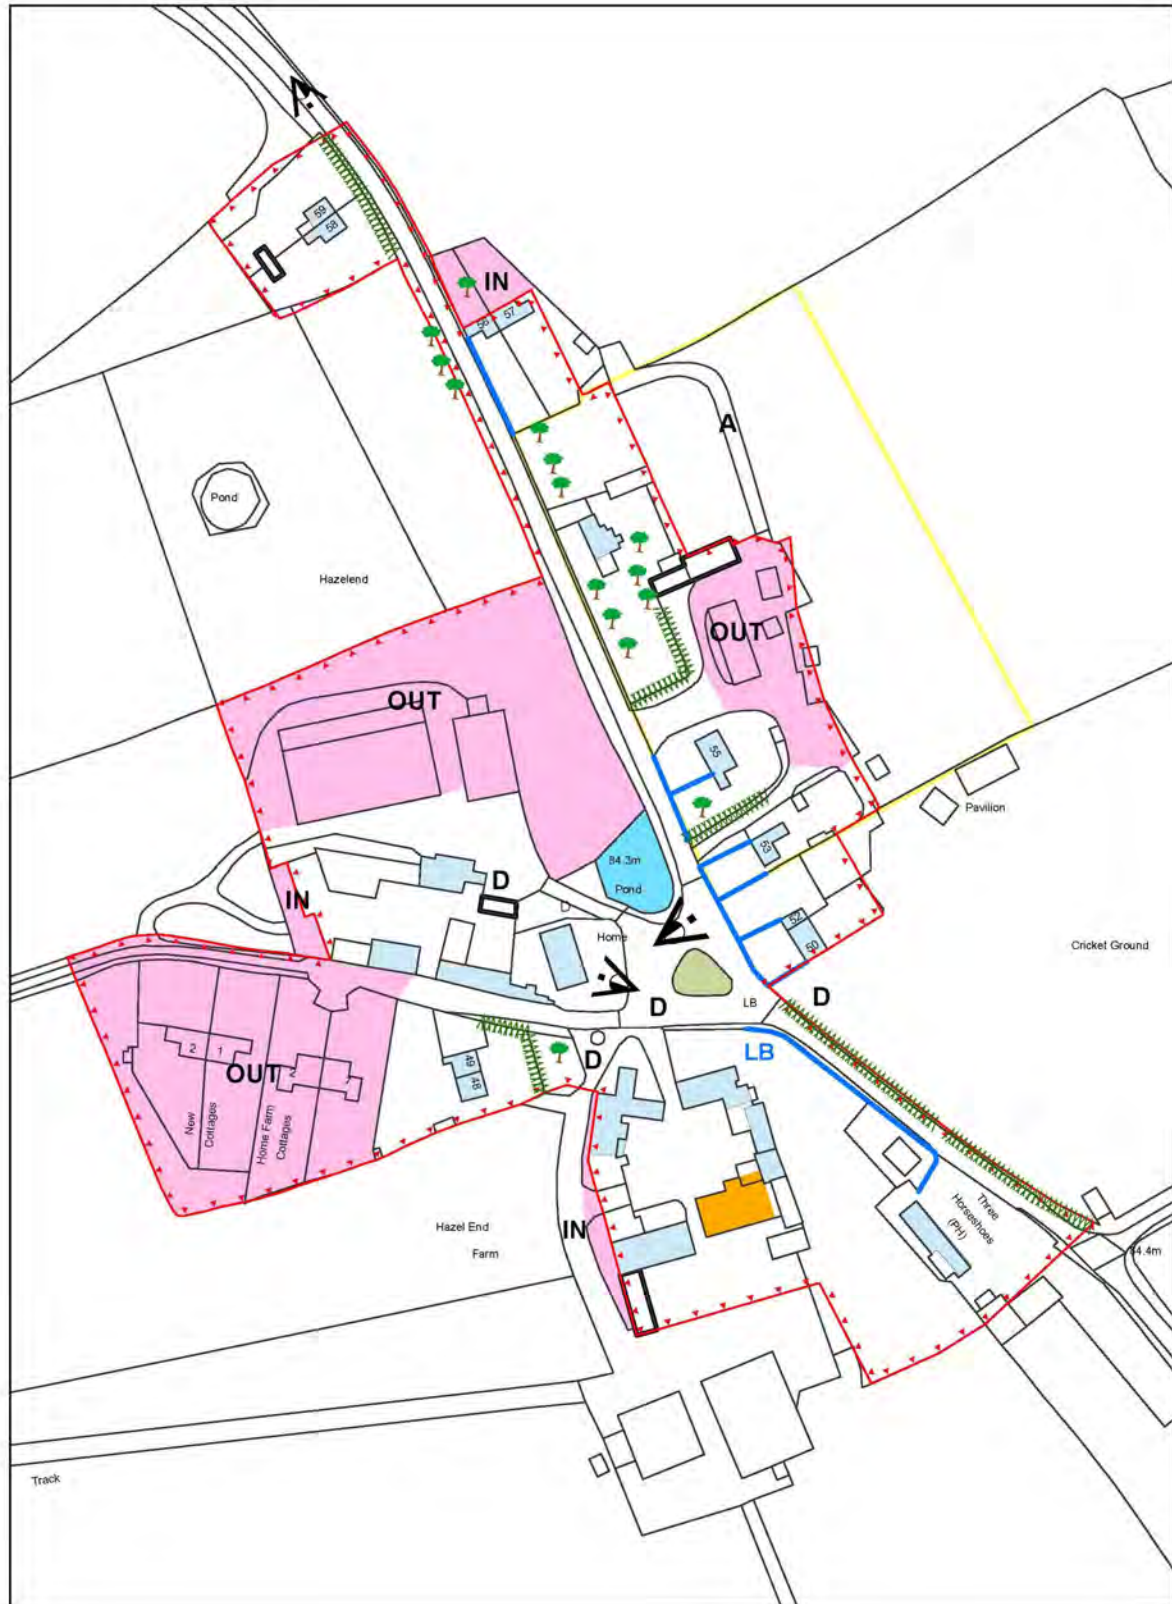 59
58
IN
56
57
A
Pond
Hazelend
OUT
OUT
55
Pavilion
53
84.3m
Pond
D
IN
D
Home
52
50
Cricket Ground
D
D
LB
LB
D
49
48
2
1
OUT
2
New
Cottages
Home Farm
Cottages
Three
Horseshoes
(PH)
Hazel End
Farm
IN
84.4m
Track